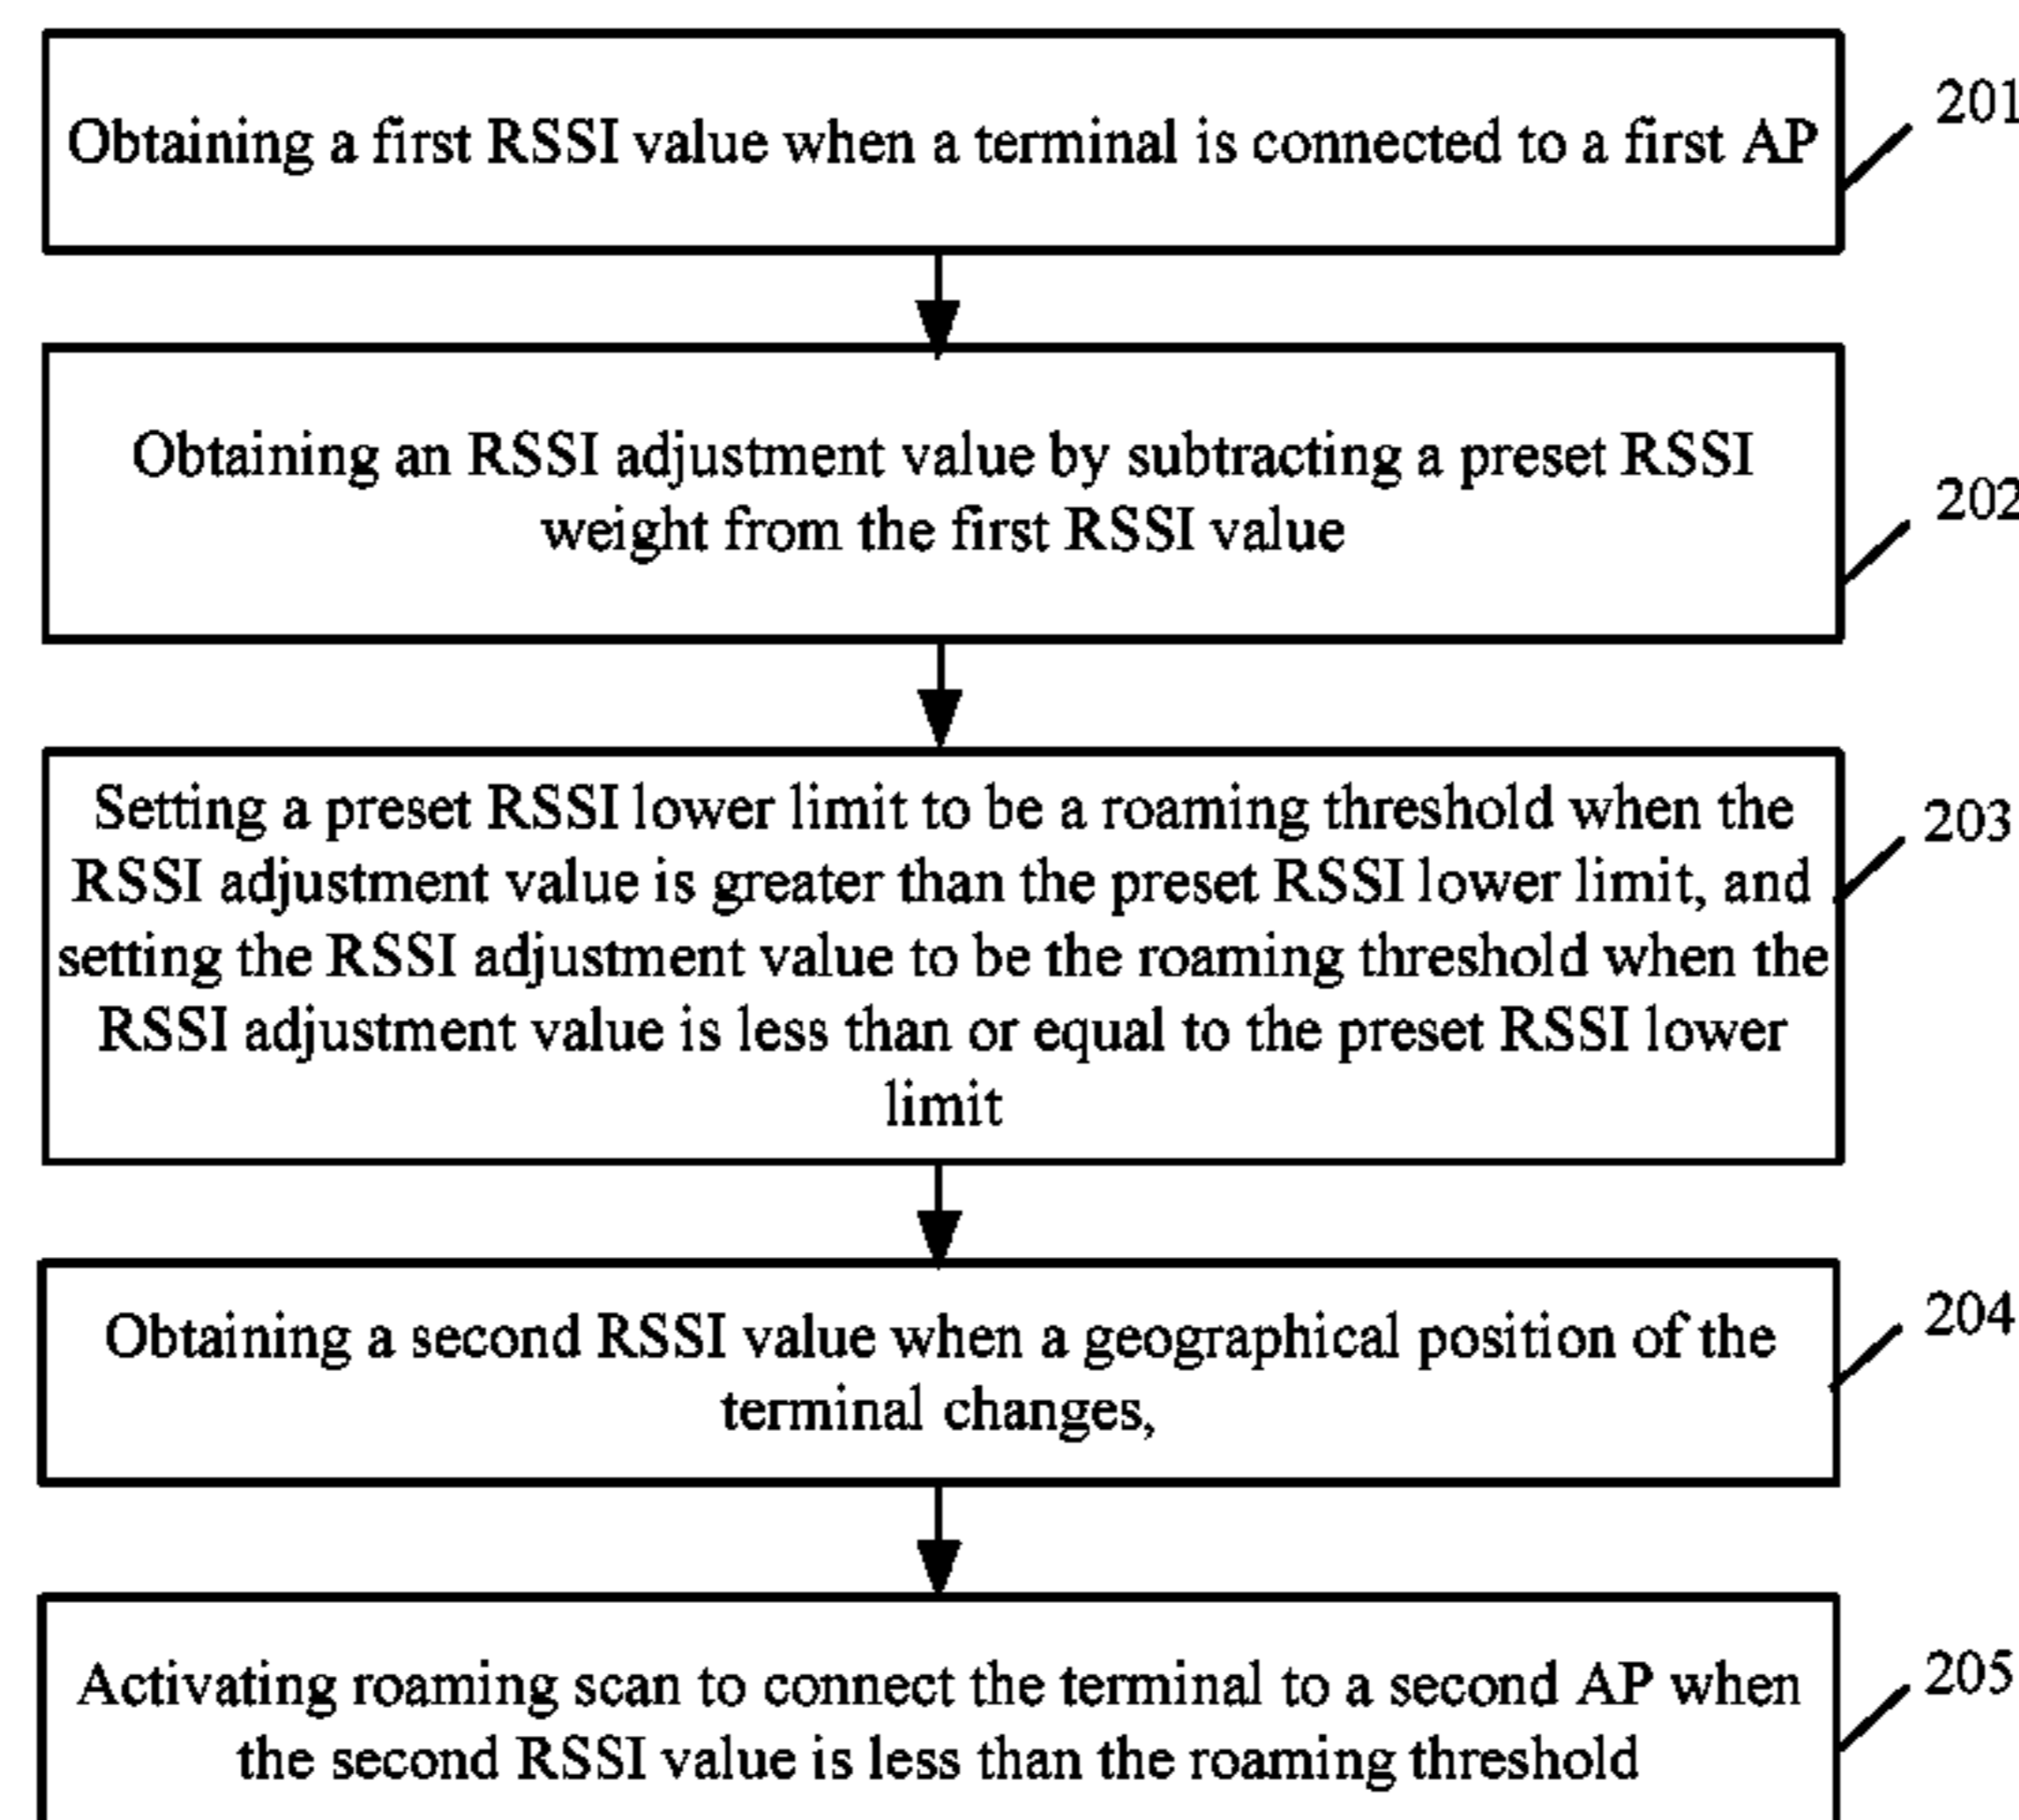 Obtaining a first RSSI value when a terminal is connected to a first AP
201
Obtaining an RSSI adjustment value by subtracting a preset RSSI
weight from the first RSSI value
202
Setting a preset RSSI lower limit to be a roaming threshold when the
RSSI adjustment value is greater than the preset RSSI lower limit, and
setting the RSSI adjustment value to be the roaming threshold when the
RSSI adjustment value is less than or equal to the preset RSSI lower
limit
203
Obtaining a second RSSI value when a geographical position of the
terminal changes,
204
Activating roaming scan to connect the terminal to a second AP when
the second RSSI value is less than the roaming threshold
205